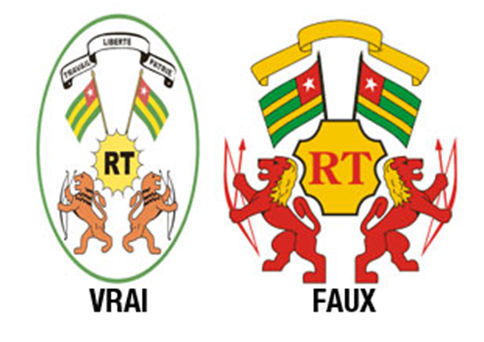 TRAVAIL LIBERTE PATRIE
RT
VRAI
RT
FAUX